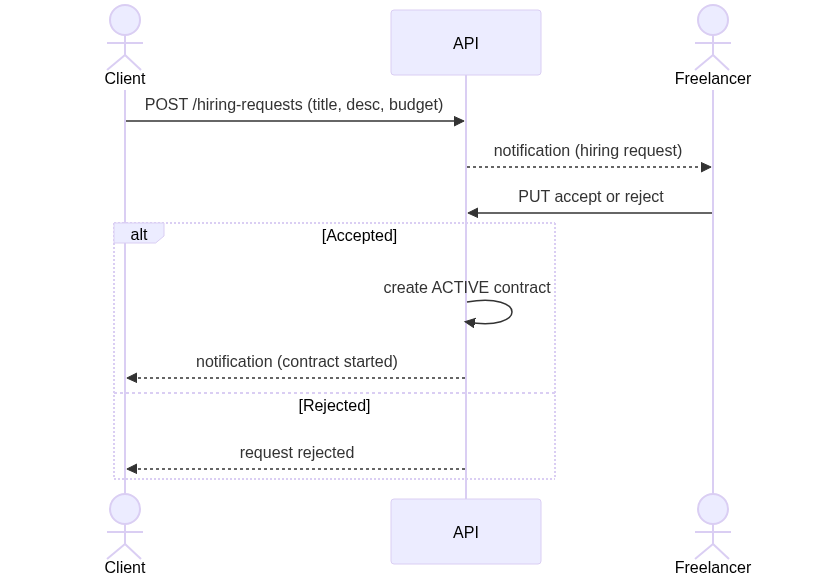 Client
API
Freelancer
POST /hiring-requests (title, desc, budget)
notification (hiring request)
PUT accept or reject
alt
[Accepted]
create ACTIVE contract
notification (contract started)
[Rejected]
request rejected
Client
API
Freelancer